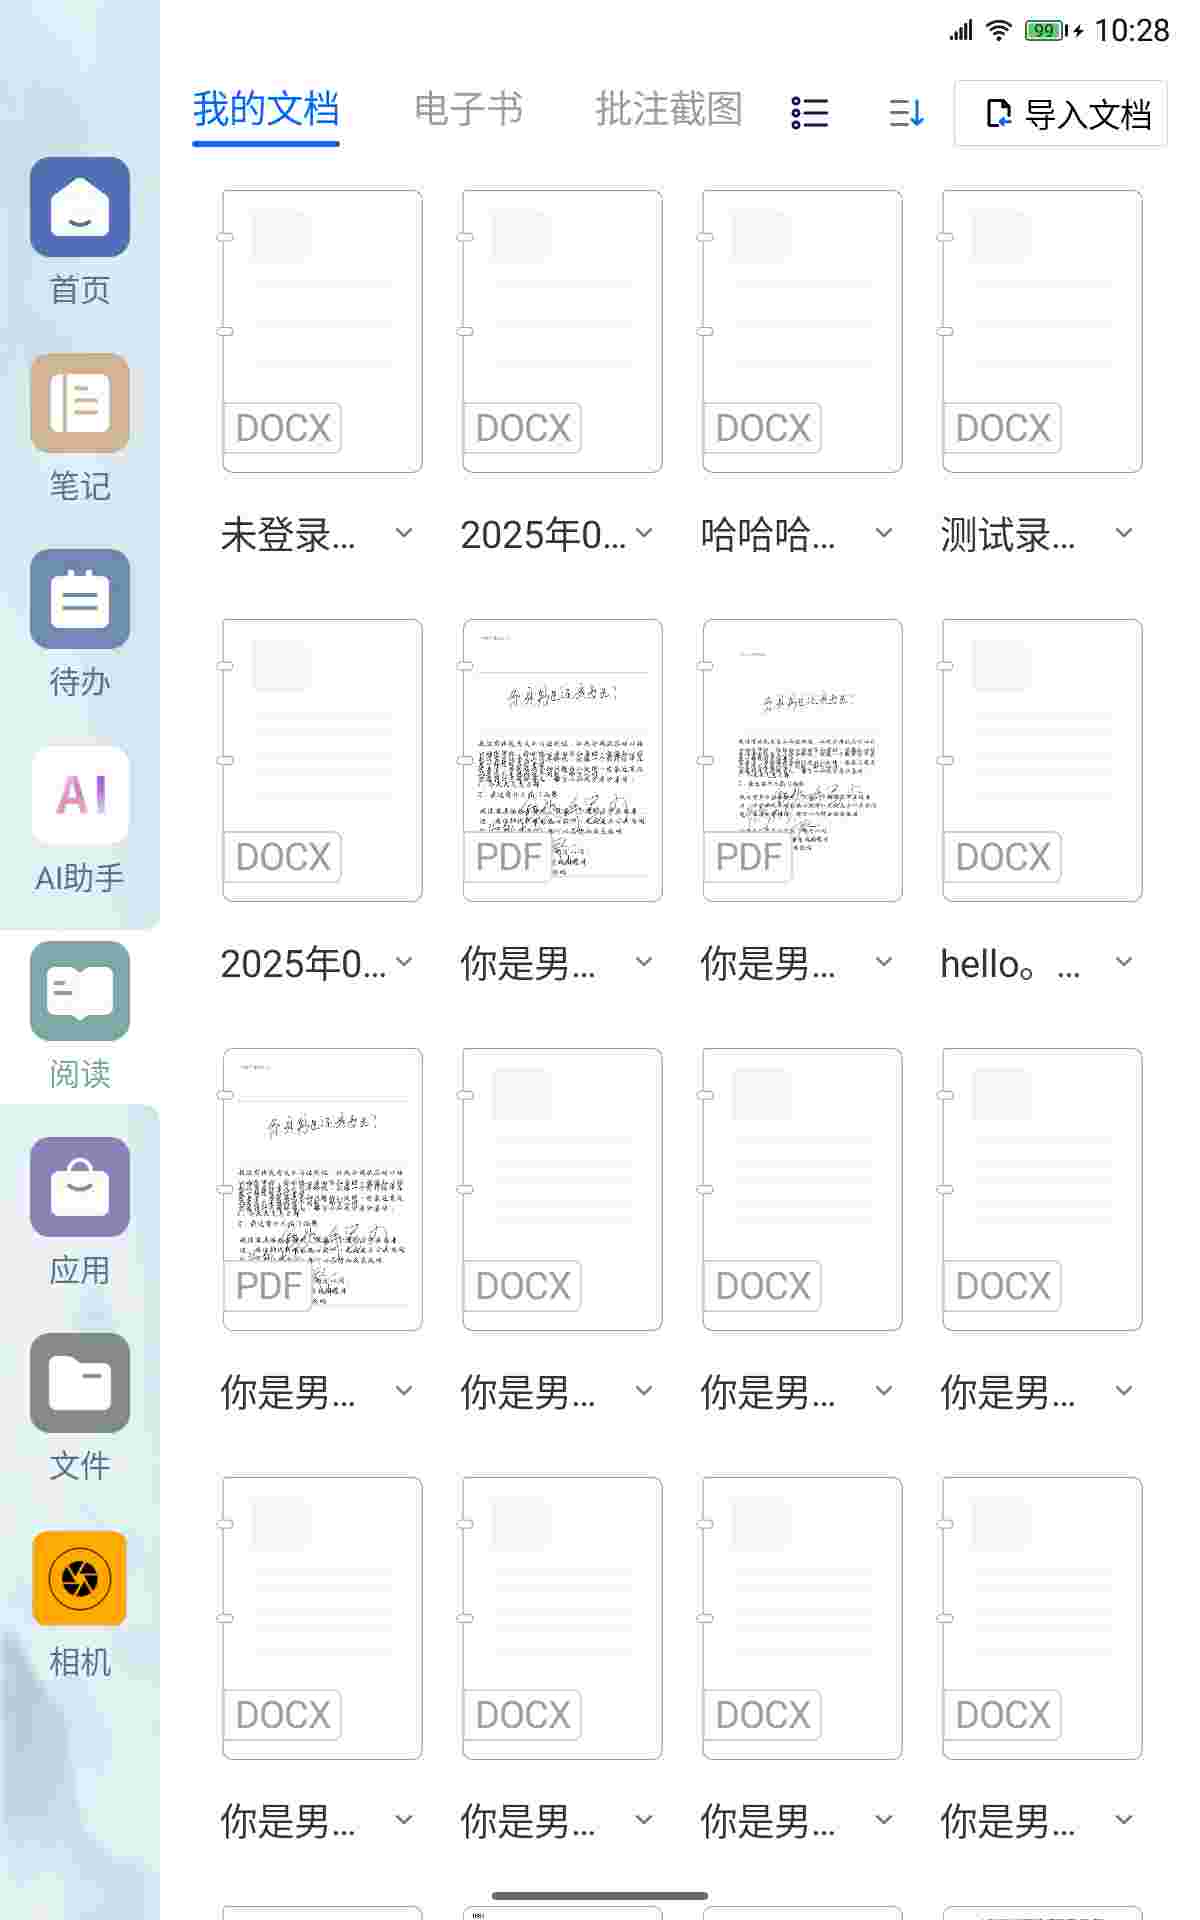 99 10:28
我的文档 电子书 批注截图 导入文档
首页
笔记
待办
AI
AI助手
阅读
应用
文件
相机
DOCX DOCX DOCX DOCX
未登录... 2025年0... 哈哈哈... 测试录...
DOCX PDF PDF DOCX
2025年0... 你是男... 你是男... hello。 ...
PDF DOCX DOCX DOCX
你是男... 你是男... 你是男... 你是男...
DOCX DOCX DOCX DOCX
你是男... 你是男... 你是男... 你是男...